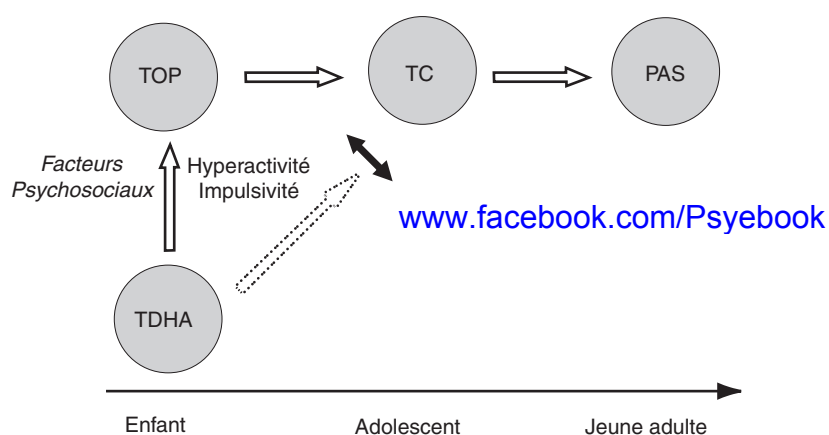 TOP
TC
PAS
Facteurs
Psychosociaux
Hyperactivité
Impulsivité
www.facebook.com/Psyebook
TDHA
Enfant
Adolescent
Jeune adulte